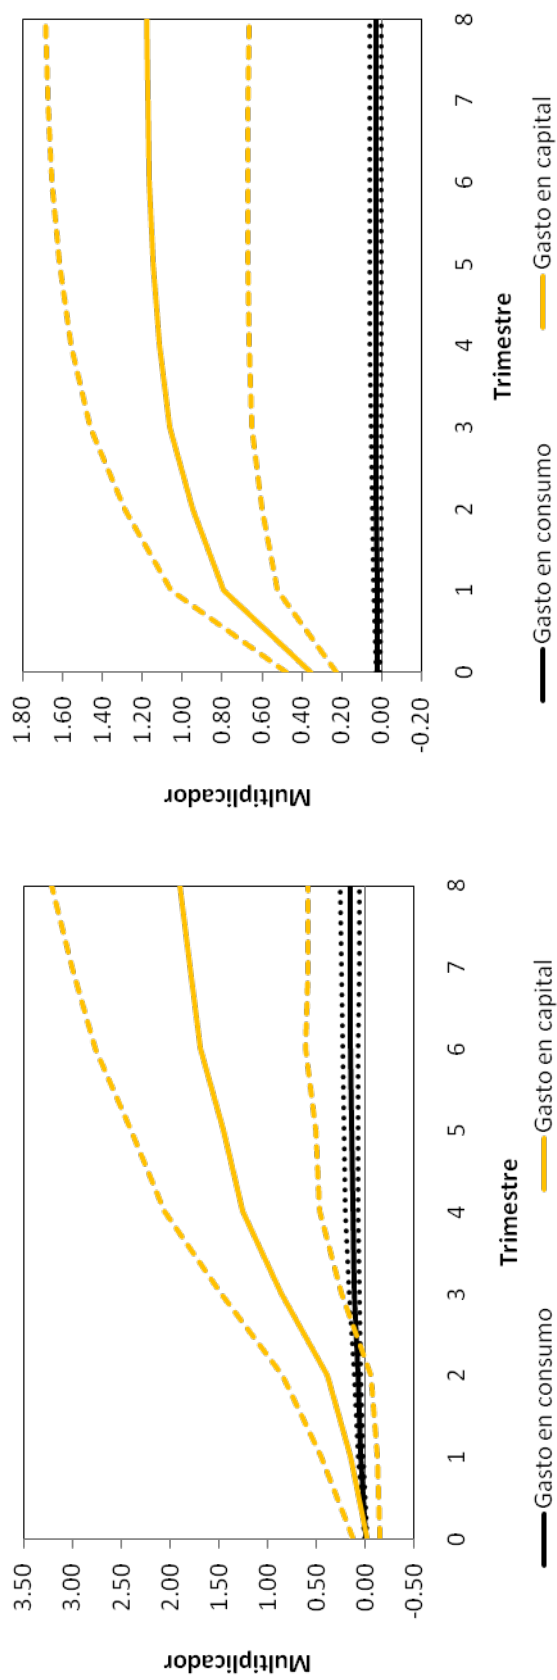 Multiplicador
3.50
3.00
2.50
2.00
1.50
1.00
0.50
0.00
-0.50
0 1 2 3 4 5 6 7 8
Trimestre
Gasto en consumo Gasto en capital
Multiplicador
1.80
1.60
1.40
1.20
1.00
0.80
0.60
0.40
0.20
0.00
-0.20
0 1 2 3 4 5 6 7 8
Trimestre
Gasto en consumo Gasto en capital